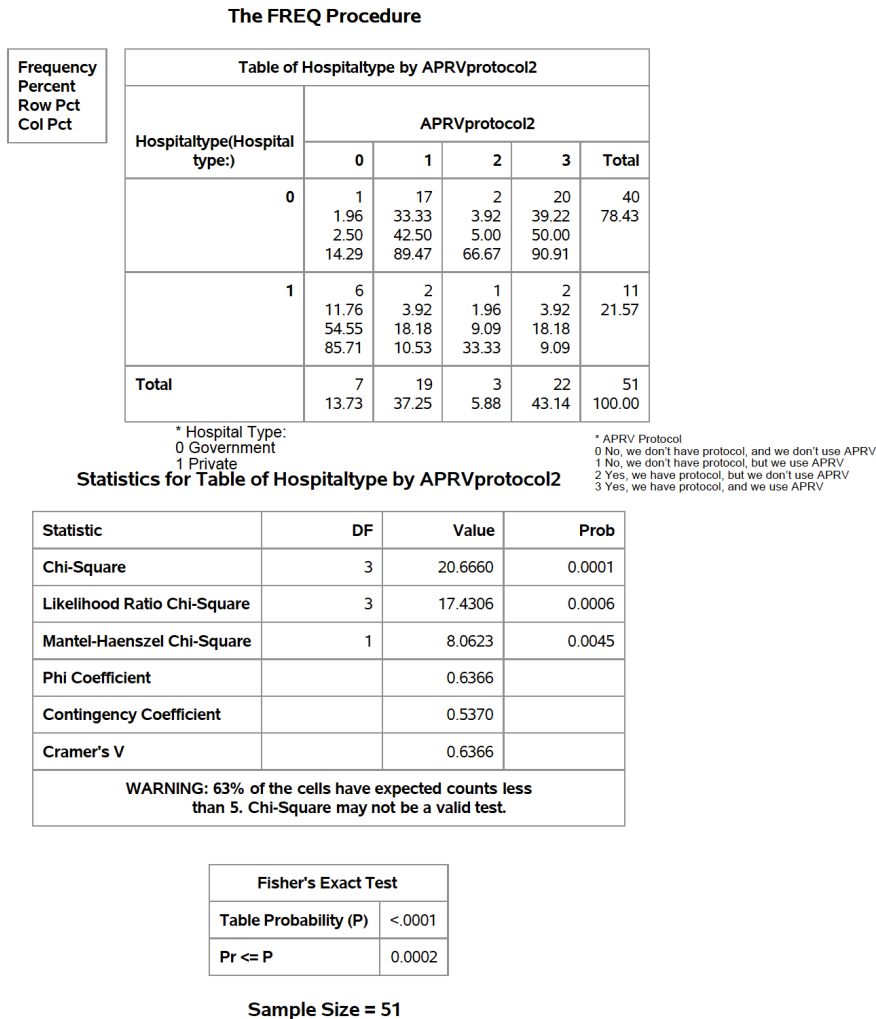 The FREQ Procedure
Frequency
Percent
Row Pct
Col Pct
Table of Hospitaltype by APRVprotocol2
Hospitaltype(Hospital
type:)
APRVprotocol2
0 1 2 3 Total
0 1 17 2 20 40
1.96 33.33 3.92 39.22 78.43
2.50 42.50 5.00 50.00
14.29 89.47 66.67 90.91
1 6 2 1 2 11
11.76 3.92 1.96 3.92 21.57
54.55 18.18 9.09 18.18
85.71 10.53 33.33 9.09
Total 7 19 3 22 51
13.73 37.25 5.88 43.14 100.00
* Hospital Type:
0 Government
1 Private
* APRV Protocol
0 No, we don't have protocol, and we don't use APRV
1 No, we don't have protocol, but we use APRV
2 Yes, we have protocol, but we don't use APRV
3 Yes, we have protocol, and we use APRV
Statistics for Table of Hospitaltype by APRVprotocol2
Statistic DF Value Prob
Chi-Square 3 20.6660 0.0001
Likelihood Ratio Chi-Square 3 17.4306 0.0006
Mantel-Haenszel Chi-Square 1 8.0623 0.0045
Phi Coefficient 0.6366
Contingency Coefficient 0.5370
Cramer's V 0.6366
WARNING: 63% of the cells have expected counts less
than 5. Chi-Square may not be a valid test.
Fisher's Exact Test
Table Probability (P) <.0001
Pr <= P 0.0002
Sample Size = 51